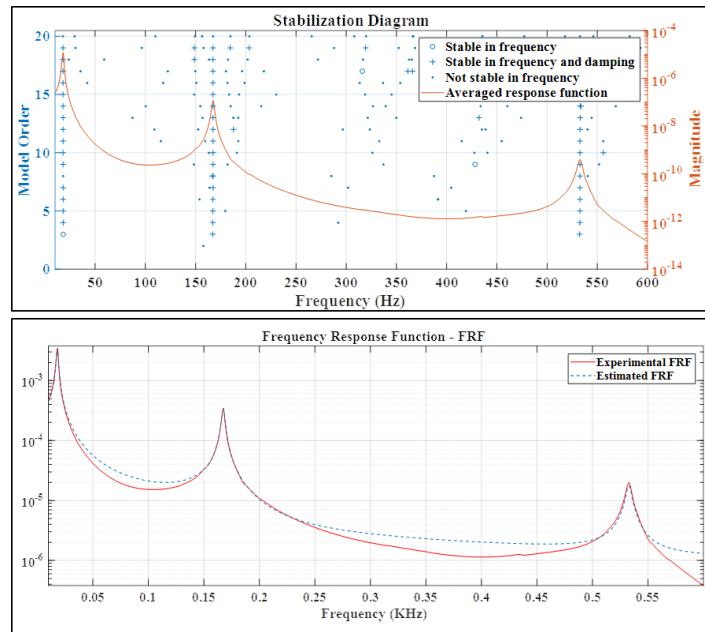 Stabilization Diagram
20
15
10
5
0
Model Order
Stable in frequency
Stable in frequency and damping
Not stable in frequency
Averaged response function
10^-4
10^-6
10^-8
10^-10
10^-12
10^-14
Magnitude
50 100 150 200 250 300 350 400 450 500 550 600
Frequency (Hz)
Frequency Response Function - FRF
Experimental FRF
Estimated FRF
10^-3
10^-4
10^-5
10^-6
0.05 0.1 0.15 0.2 0.25 0.3 0.35 0.4 0.45 0.5 0.55
Frequency (KHz)